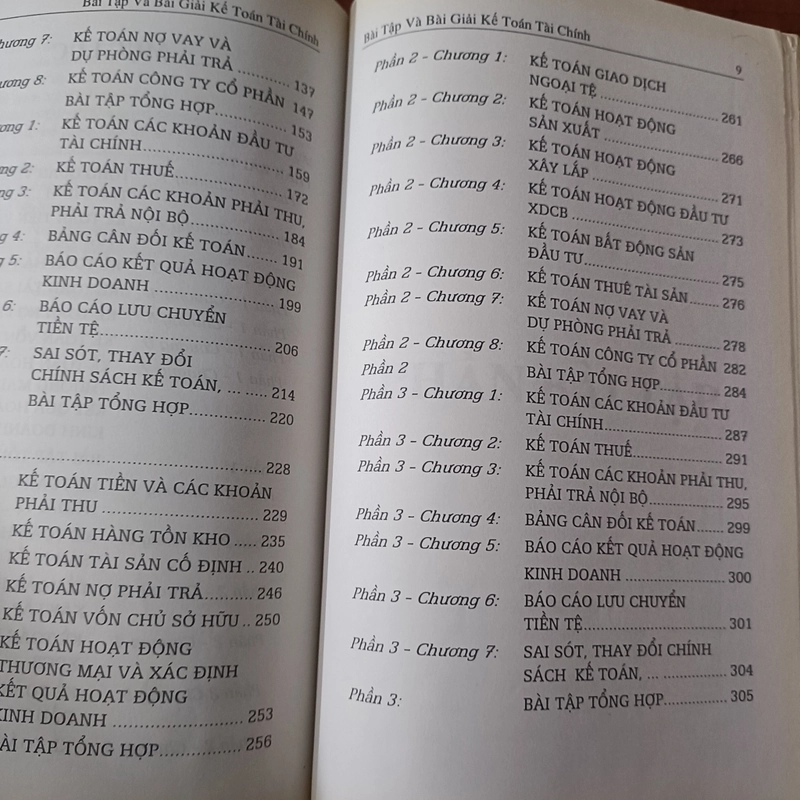 Bài Tập Và Bài Giải Kế Toán Tài Chính
7: KẾ TOÁN NỢ VAY VÀ
DỰ PHÒNG PHẢI TRẢ ............... 137
8: KẾ TOÁN CÔNG TY CỔ PHẦN 147
BÀI TẬP TỔNG HỢP............... 153
1: KẾ TOÁN CÁC KHOẢN ĐẦU TƯ
TÀI CHÍNH............... 159
2: KẾ TOÁN THUẾ............... 172
3: KẾ TOÁN CÁC KHOẢN PHẢI THU,
PHẢI TRẢ NỘI BỘ............... 184
4: BẢNG CÂN ĐỐI KẾ TOÁN........ 191
5: BÁO CÁO KẾT QUẢ HOẠT ĐỘNG
KINH DOANH ............... 199
6: BÁO CÁO LƯU CHUYỂN
TIỀN TỆ............... 206
7: SAI SÓT, THAY ĐỔI
CHÍNH SÁCH KẾ TOÁN, ... ....... 214
BÀI TẬP TỔNG HỢP............... 220
............... 228
KẾ TOÁN TIỀN VÀ CÁC KHOẢN
PHẢI THU ............... 229
KẾ TOÁN HÀNG TỒN KHO ..... 235
KẾ TOÁN TÀI SẢN CỐ ĐỊNH .. 240
KẾ TOÁN NỢ PHẢI TRẢ.......... 246
KẾ TOÁN VỐN CHỦ SỞ HỮU .. 250
KẾ TOÁN HOẠT ĐỘNG
THƯƠNG MẠI VÀ XÁC ĐỊNH
KẾT QUẢ HOẠT ĐỘNG
KINH DOANH ............... 253
BÀI TẬP TỔNG HỢP............... 256
Bài Tập Và Bài Giải Kế Toán Tài Chính 9
Phần 2 - Chương 1: KẾ TOÁN GIAO DỊCH
NGOẠI TỆ ............... 261
Phần 2 - Chương 2: KẾ TOÁN HOẠT ĐỘNG
SẢN XUẤT ............... 266
Phần 2 - Chương 3: KẾ TOÁN HOẠT ĐỘNG
XÂY LẮP ............... 271
Phần 2 - Chương 4: KẾ TOÁN HOẠT ĐỘNG ĐẦU TƯ
XDCB ............... 273
Phần 2 - Chương 5: KẾ TOÁN BẤT ĐỘNG SẢN
ĐẦU TƯ............... 275
Phần 2 - Chương 6: KẾ TOÁN THUÊ TÀI SẢN....... 276
Phần 2 - Chương 7: KẾ TOÁN NỢ VAY VÀ
DỰ PHÒNG PHẢI TRẢ .......... 278
Phần 2 - Chương 8: KẾ TOÁN CÔNG TY CỔ PHẦN 282
Phần 2 BÀI TẬP TỔNG HỢP............ 284
Phần 3 - Chương 1: KẾ TOÁN CÁC KHOẢN ĐẦU TƯ
TÀI CHÍNH............... 287
Phần 3 - Chương 2: KẾ TOÁN THUẾ............... 291
Phần 3 - Chương 3: KẾ TOÁN CÁC KHOẢN PHẢI THU,
PHẢI TRẢ NỘI BỘ............... 295
Phần 3 - Chương 4: BẢNG CÂN ĐỐI KẾ TOÁN....... 299
Phần 3 - Chương 5: BÁO CÁO KẾT QUẢ HOẠT ĐỘNG
KINH DOANH ............... 300
Phần 3 - Chương 6: BÁO CÁO LƯU CHUYỂN
TIỀN TỆ............... 301
Phần 3 - Chương 7: SAI SÓT, THAY ĐỔI CHÍNH
SÁCH KẾ TOÁN, ... ............... 304
Phần 3: BÀI TẬP TỔNG HỢP............... 305